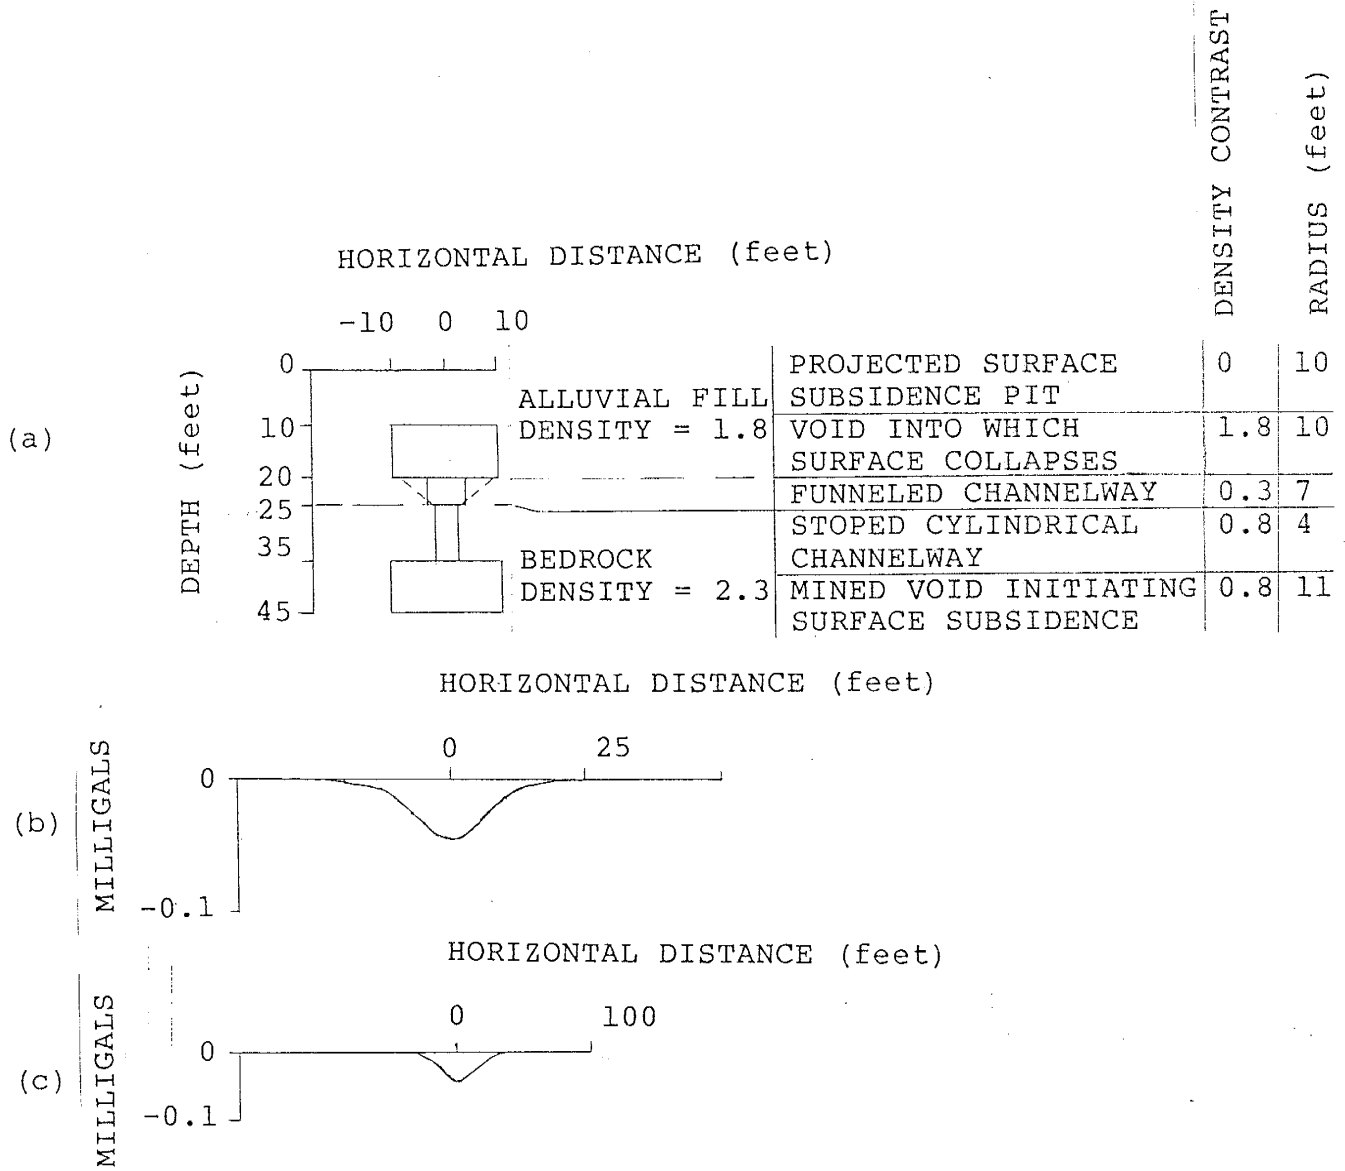 DENSITY CONTRAST
RADIUS (feet)
HORIZONTAL DISTANCE (feet)
-10 0 10
(a)
DEPTH (feet)
0
10
20
25
35
45
ALLUVIAL FILL
DENSITY = 1.8
BEDROCK
DENSITY = 2.3
PROJECTED SURFACE 0 10
SUBSIDENCE PIT
VOID INTO WHICH 1.8 10
SURFACE COLLAPSES
FUNNELED CHANNELWAY 0.3 7
STOPED CYLINDRICAL 0.8 4
CHANNELWAY
MINED VOID INITIATING 0.8 11
SURFACE SUBSIDENCE
HORIZONTAL DISTANCE (feet)
0 25
(b)
MILLIGALS
0
-0.1
HORIZONTAL DISTANCE (feet)
0 100
(c)
MILLIGALS
0
-0.1